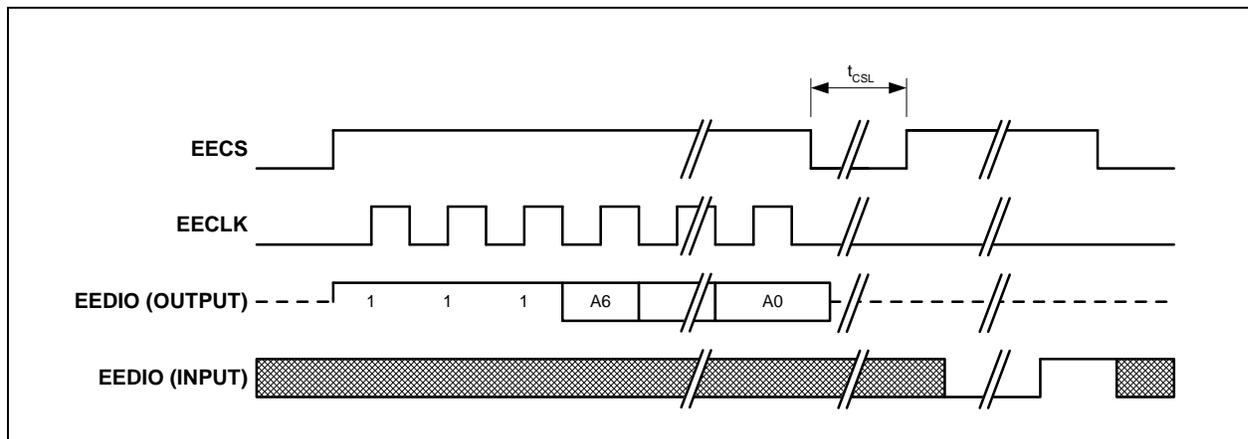 tCSL
EECS
EECLK
EEDIO (OUTPUT)
1 1 1 A6 A0
EEDIO (INPUT)